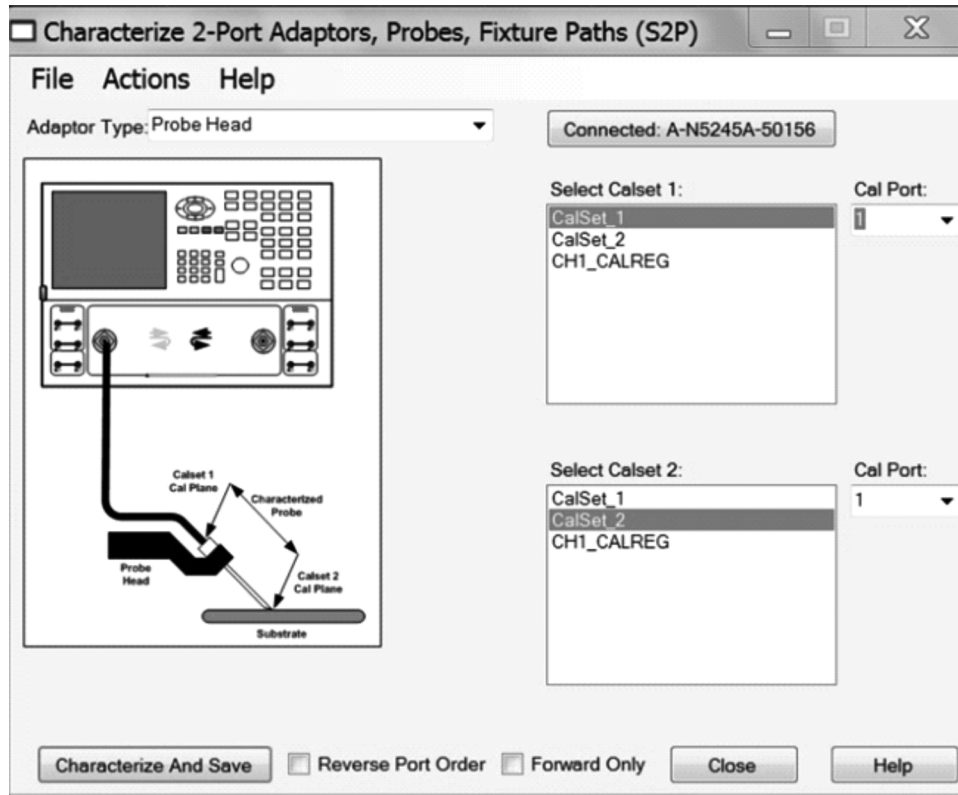 Characterize 2-Port Adaptors, Probes, Fixture Paths (S2P)
File Actions Help
Adaptor Type: Probe Head
Connected: A-N5245A-50156
Select Calset 1: Cal Port:
CalSet_1 1
CalSet_2
CH1_CALREG
Calset 1
Cal Plane
Characterized
Probe
Probe
Head
Calset 2
Cal Plane
Substrate
Select Calset 2: Cal Port:
CalSet_1 1
CalSet_2
CH1_CALREG
Characterize And Save Reverse Port Order Forward Only Close Help